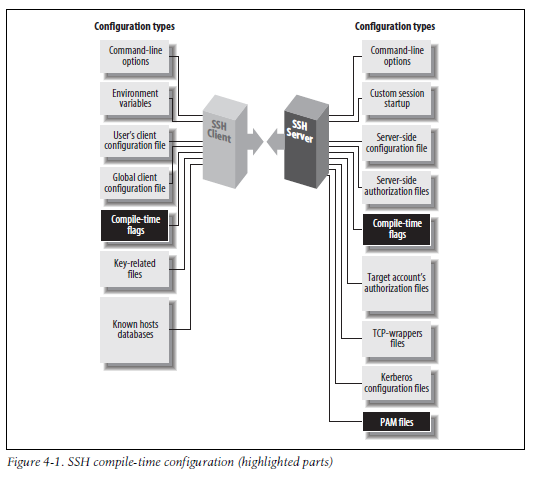 Configuration types
Command-line
options
Environment
variables
User's client
configuration file
Global client
configuration file
Compile-time
flags
Key-related
files
Known hosts
databases
SSH
Client
SSH
Server
Configuration types
Command-line
options
Custom session
startup
Server-side
configuration file
Server-side
authorization files
Compile-time
flags
Target account's
authorization files
TCP-wrappers
files
Kerberos
configuration files
PAM files
Figure 4-1. SSH compile-time configuration (highlighted parts)